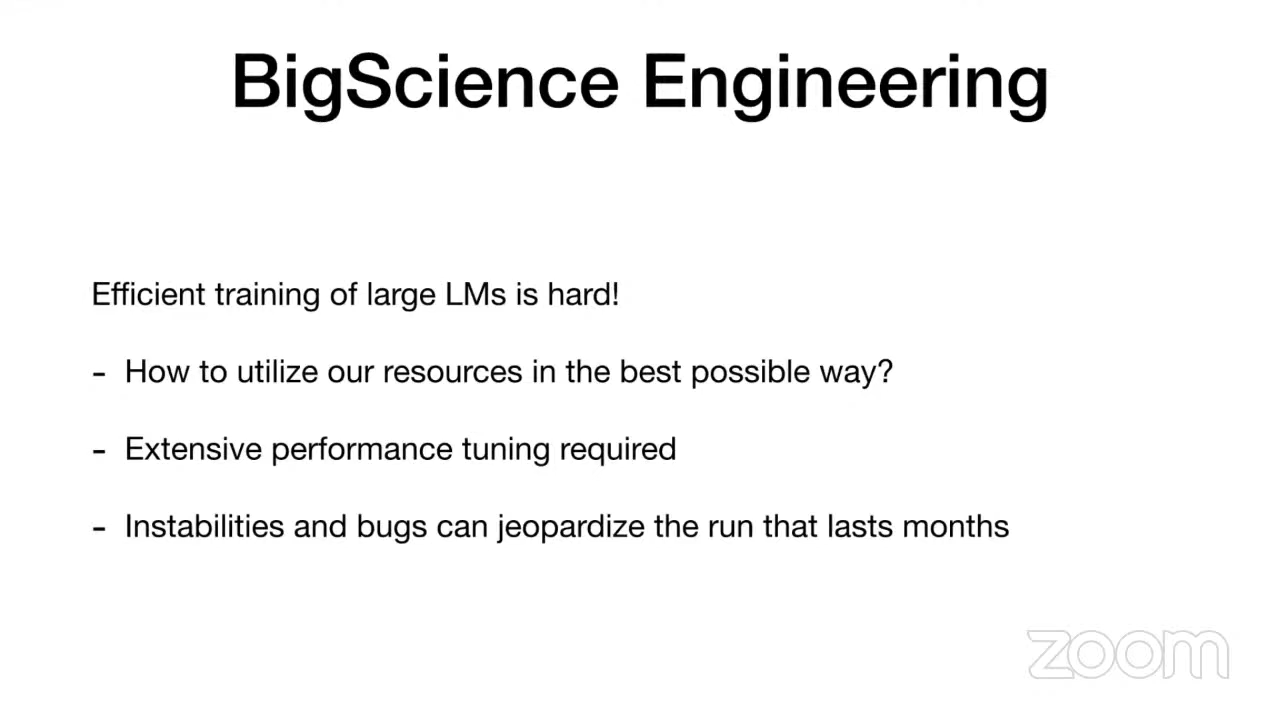 BigScience Engineering
Efficient training of large LMs is hard!
- How to utilize our resources in the best possible way?
- Extensive performance tuning required
- Instabilities and bugs can jeopardize the run that lasts months
zoom